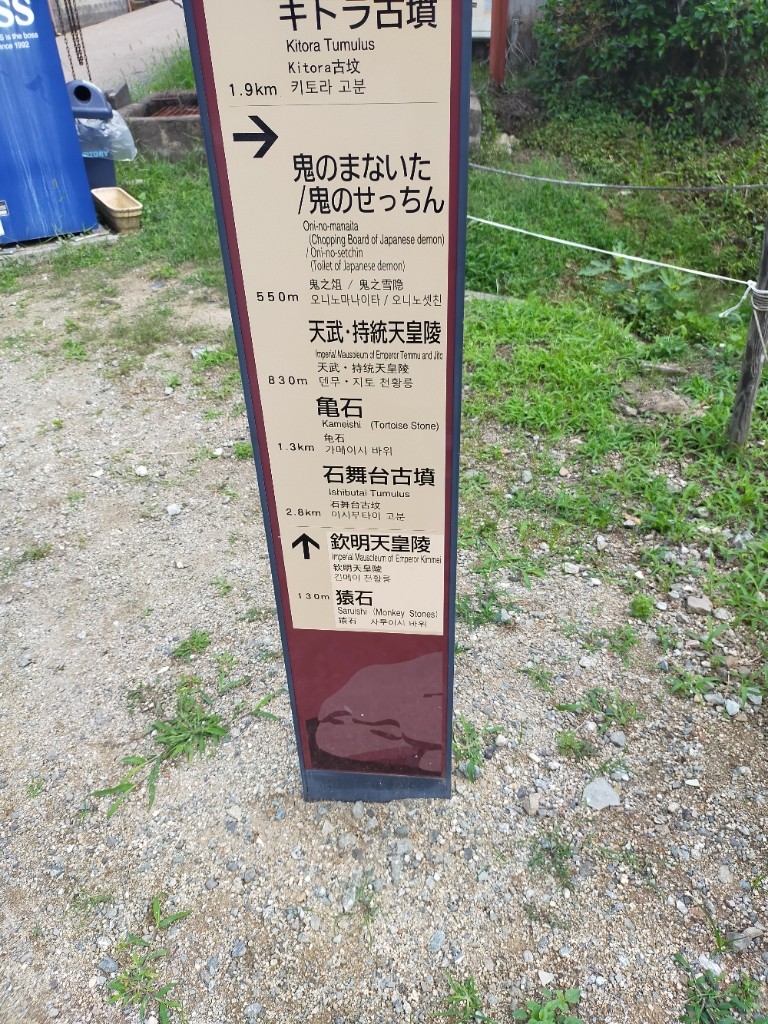 SS
is the boss
since 1992
キトラ古墳
Kitora Tumulus
Kitora古坟
1.9km 키토라 고분
→
鬼のまないた
/鬼のせっちん
Oni-no-manaita
(Chopping Board of Japanese demon)
/ Oni-no-setchin
(Toilet of Japanese demon)
鬼之俎 / 鬼之雪隐
550m 오니노마나이타 / 오니노셋친
天武・持統天皇陵
Imperial Mausoleum of Emperor Temmu and Jito
天武・持统天皇陵
830m 덴무・지토 천황릉
亀石
Kameishi (Tortoise Stone)
龟石
1.3km 가메이시 바위
石舞台古墳
Ishibutai Tumulus
石舞台古坟
2.8km 이시부타이 고분
↑
欽明天皇陵
Imperial Mausoleum of Emperor Kimmei
钦明天皇陵
긴메이 천황릉
130m 猿石
Saruishi (Monkey Stones)
猿石 사루이시 바위